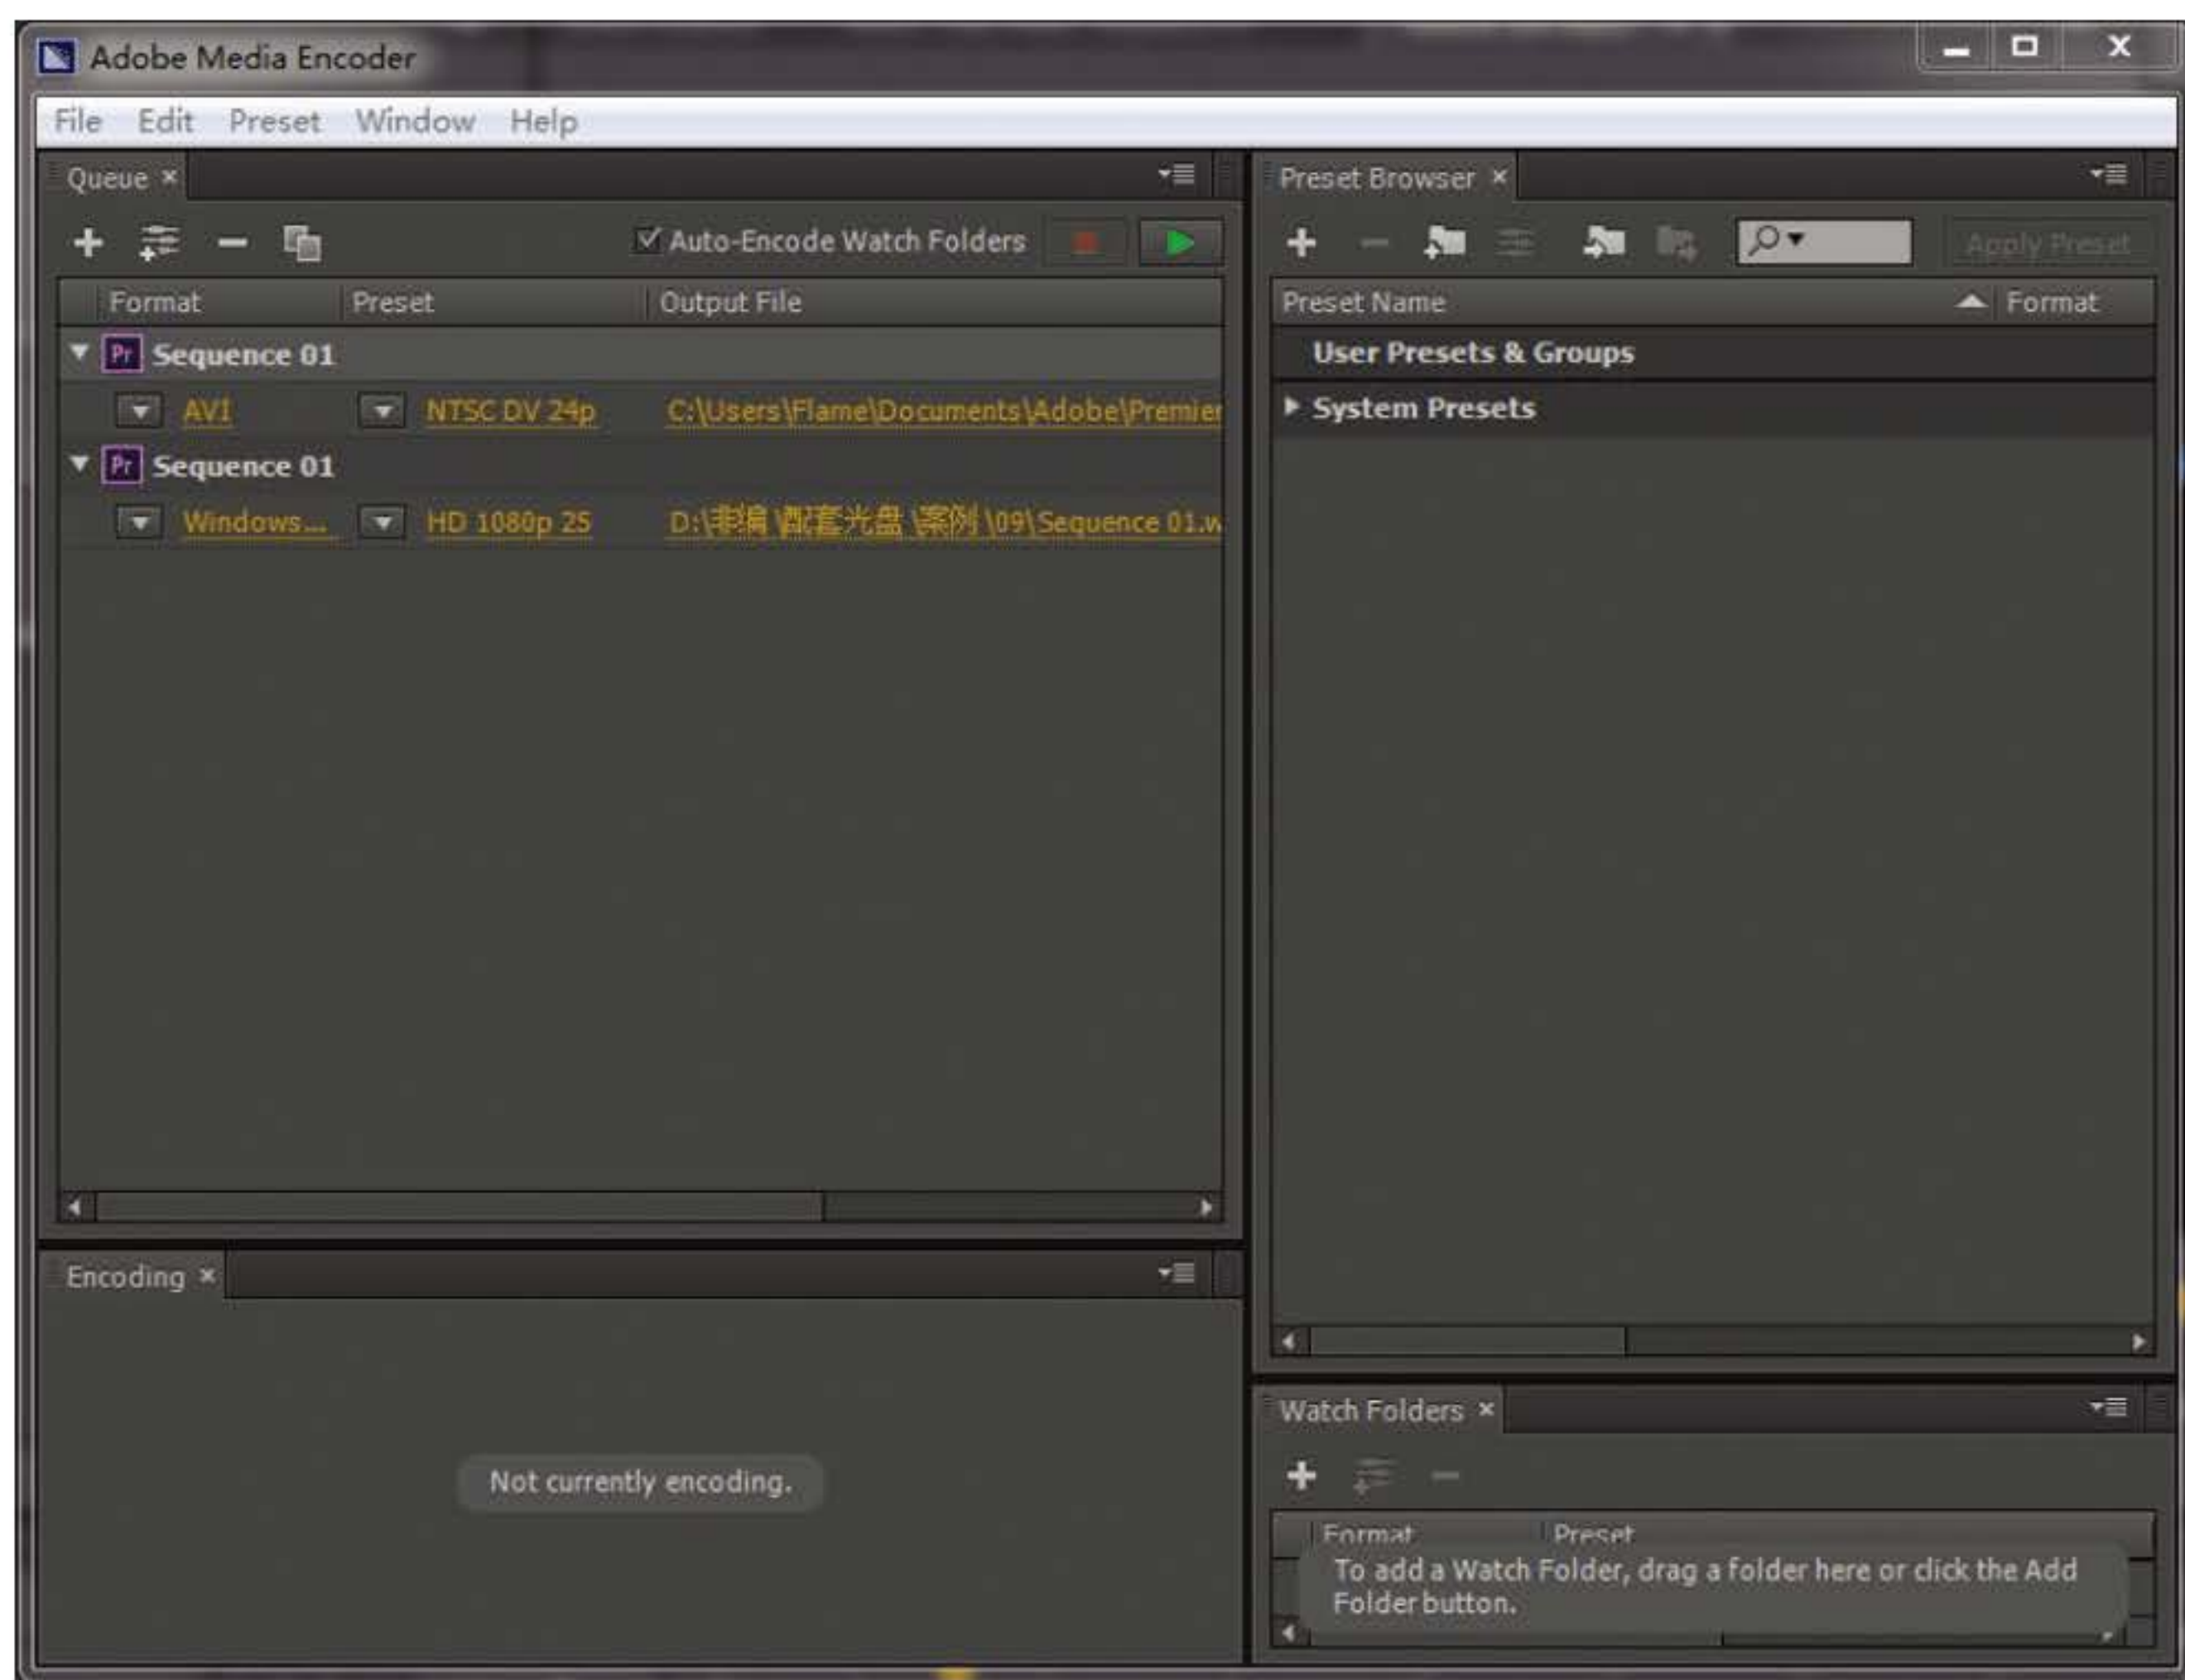 Adobe Media Encoder
File Edit Preset Window Help
Queue
Auto-Encode Watch Folders
Format Preset Output File
Pr Sequence 01
AVI NTSC DV 24p C:\Users\Flame\Documents\Adobe\Premier
Pr Sequence 01
Windows... HD 1080p 25 D:\非编\配套光盘\案例\09\Sequence 01.w
Encoding
Not currently encoding.
Preset Browser
Apply Preset
Preset Name Format
User Presets & Groups
System Presets
Watch Folders
Format Preset
To add a Watch Folder, drag a folder here or click the Add
Folder button.